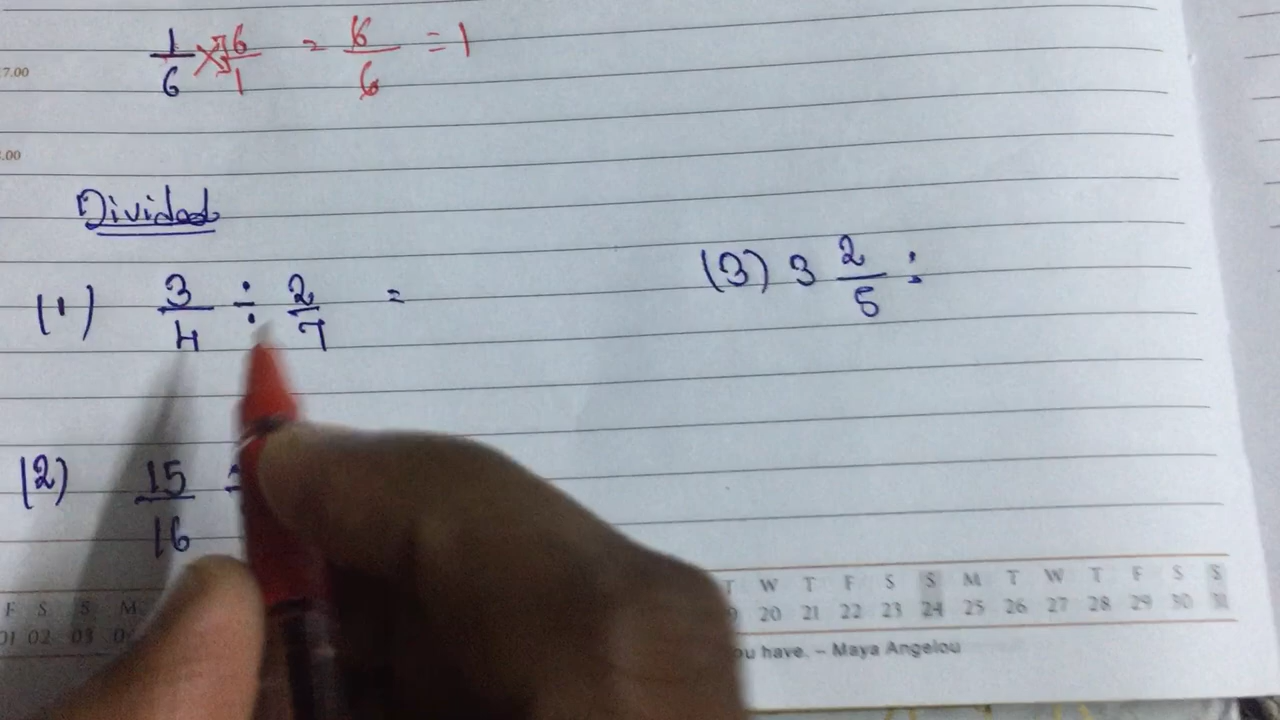 1/6 × 6/1 = 6/6 = 1
7.00
.00
Divided
(1) 3/4 ÷ 2/7 =
(3) 3 2/5 :
(2) 15/16
F S S M T W T F S S M T W T F S S
01 02 03 20 21 22 23 24 25 26 27 28 29 30 31
ou have. – Maya Angelou